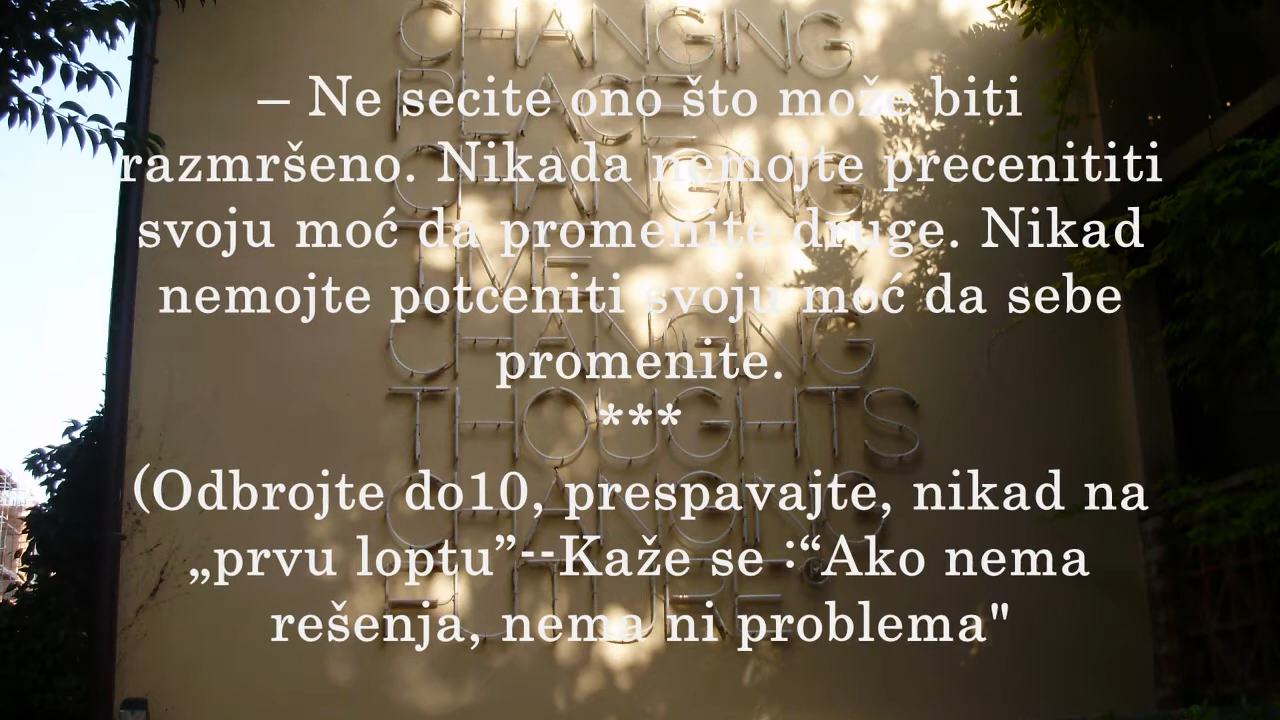 – Ne secite ono što može biti
razmršeno. Nikada nemojte precenititi
svoju moć da promenite druge. Nikad
nemojte potceniti svoju moć da sebe
promenite.
***
(Odbrojte do10, prespavajte, nikad na
„prvu loptu”--Kaže se :“Ako nema
rešenja, nema ni problema"
CHANGING
PLACE
CHANGING
TIME
CHANGING
THOUGHTS
CHANGING
FUTURE